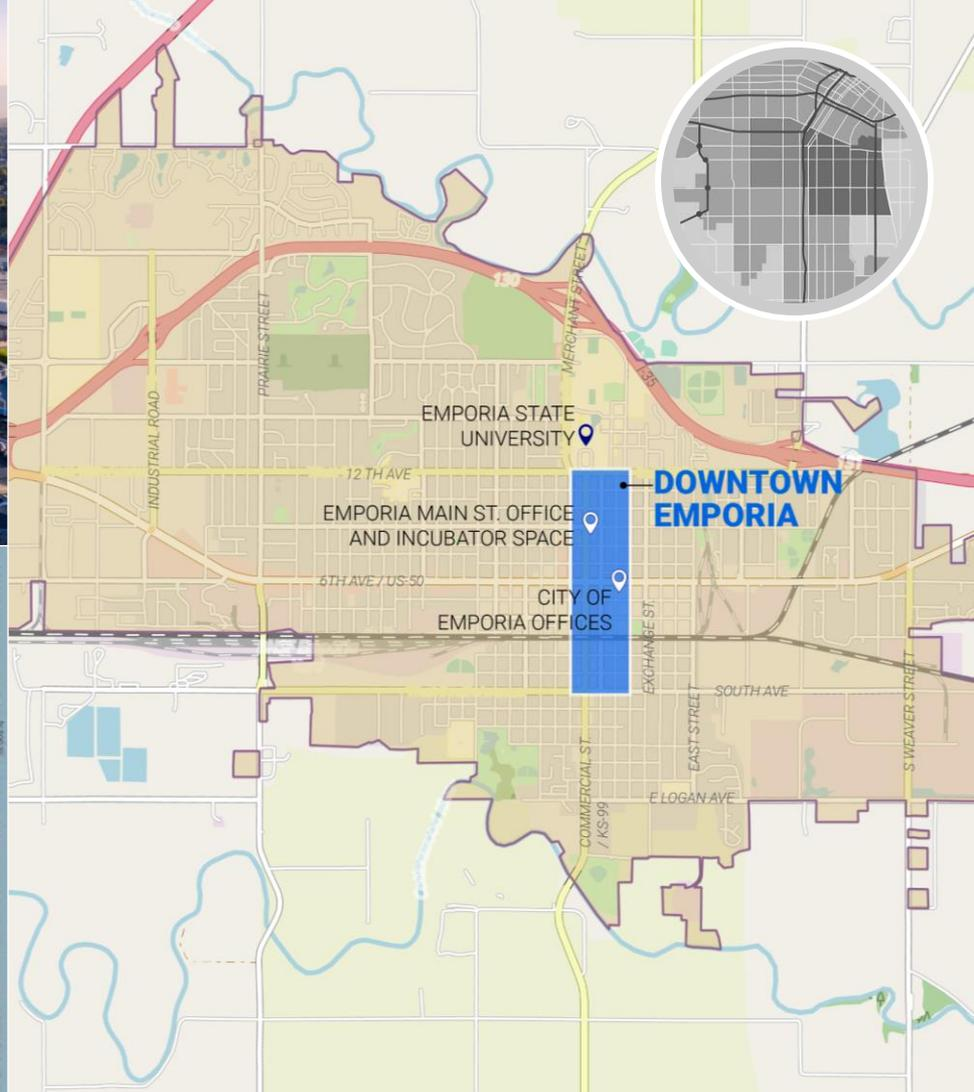 130
MERCHANT STREET
PRAIRIE STREET
I-35
INDUSTRIAL ROAD
EMPORIA STATE
UNIVERSITY
131
12 TH AVE
DOWNTOWN
EMPORIA
EMPORIA MAIN ST. OFFICE
AND INCUBATOR SPACE
6TH AVE / US-50
CITY OF
EMPORIA OFFICES
EXCHANGE ST.
SOUTH AVE
EAST STREET
S WEAVER STREET
COMMERCIAL ST.
/ KS-99
E LOGAN AVE